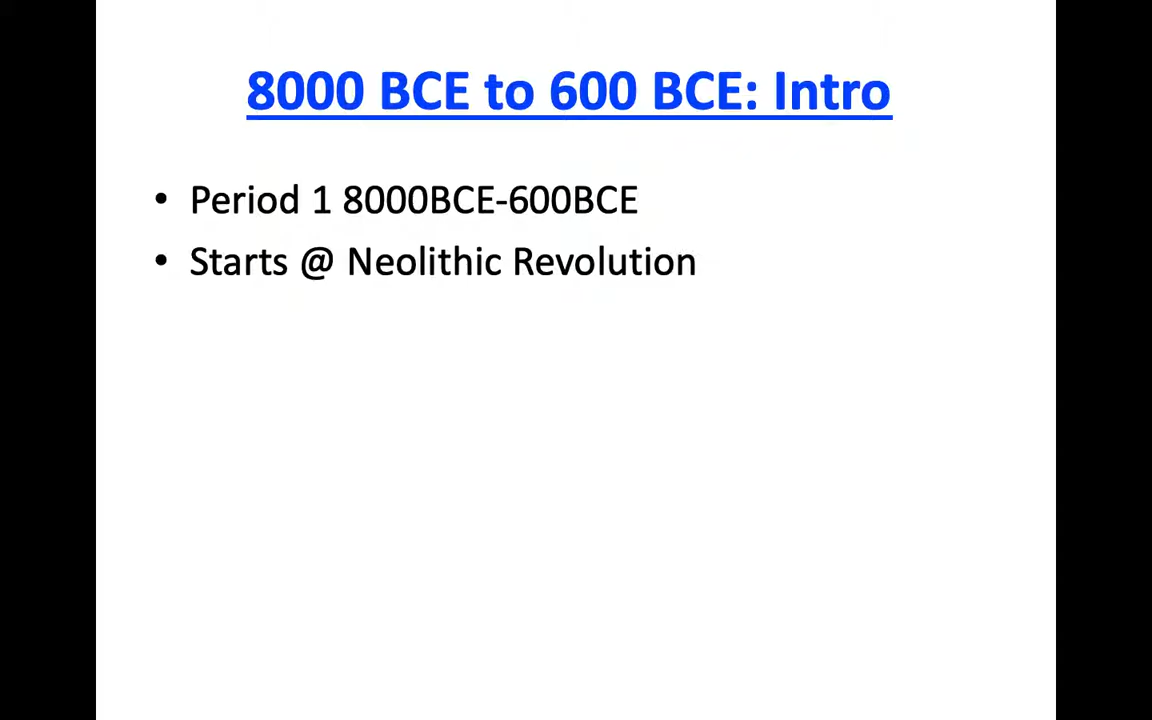 8000 BCE to 600 BCE: Intro
• Period 1 8000BCE-600BCE
• Starts @ Neolithic Revolution